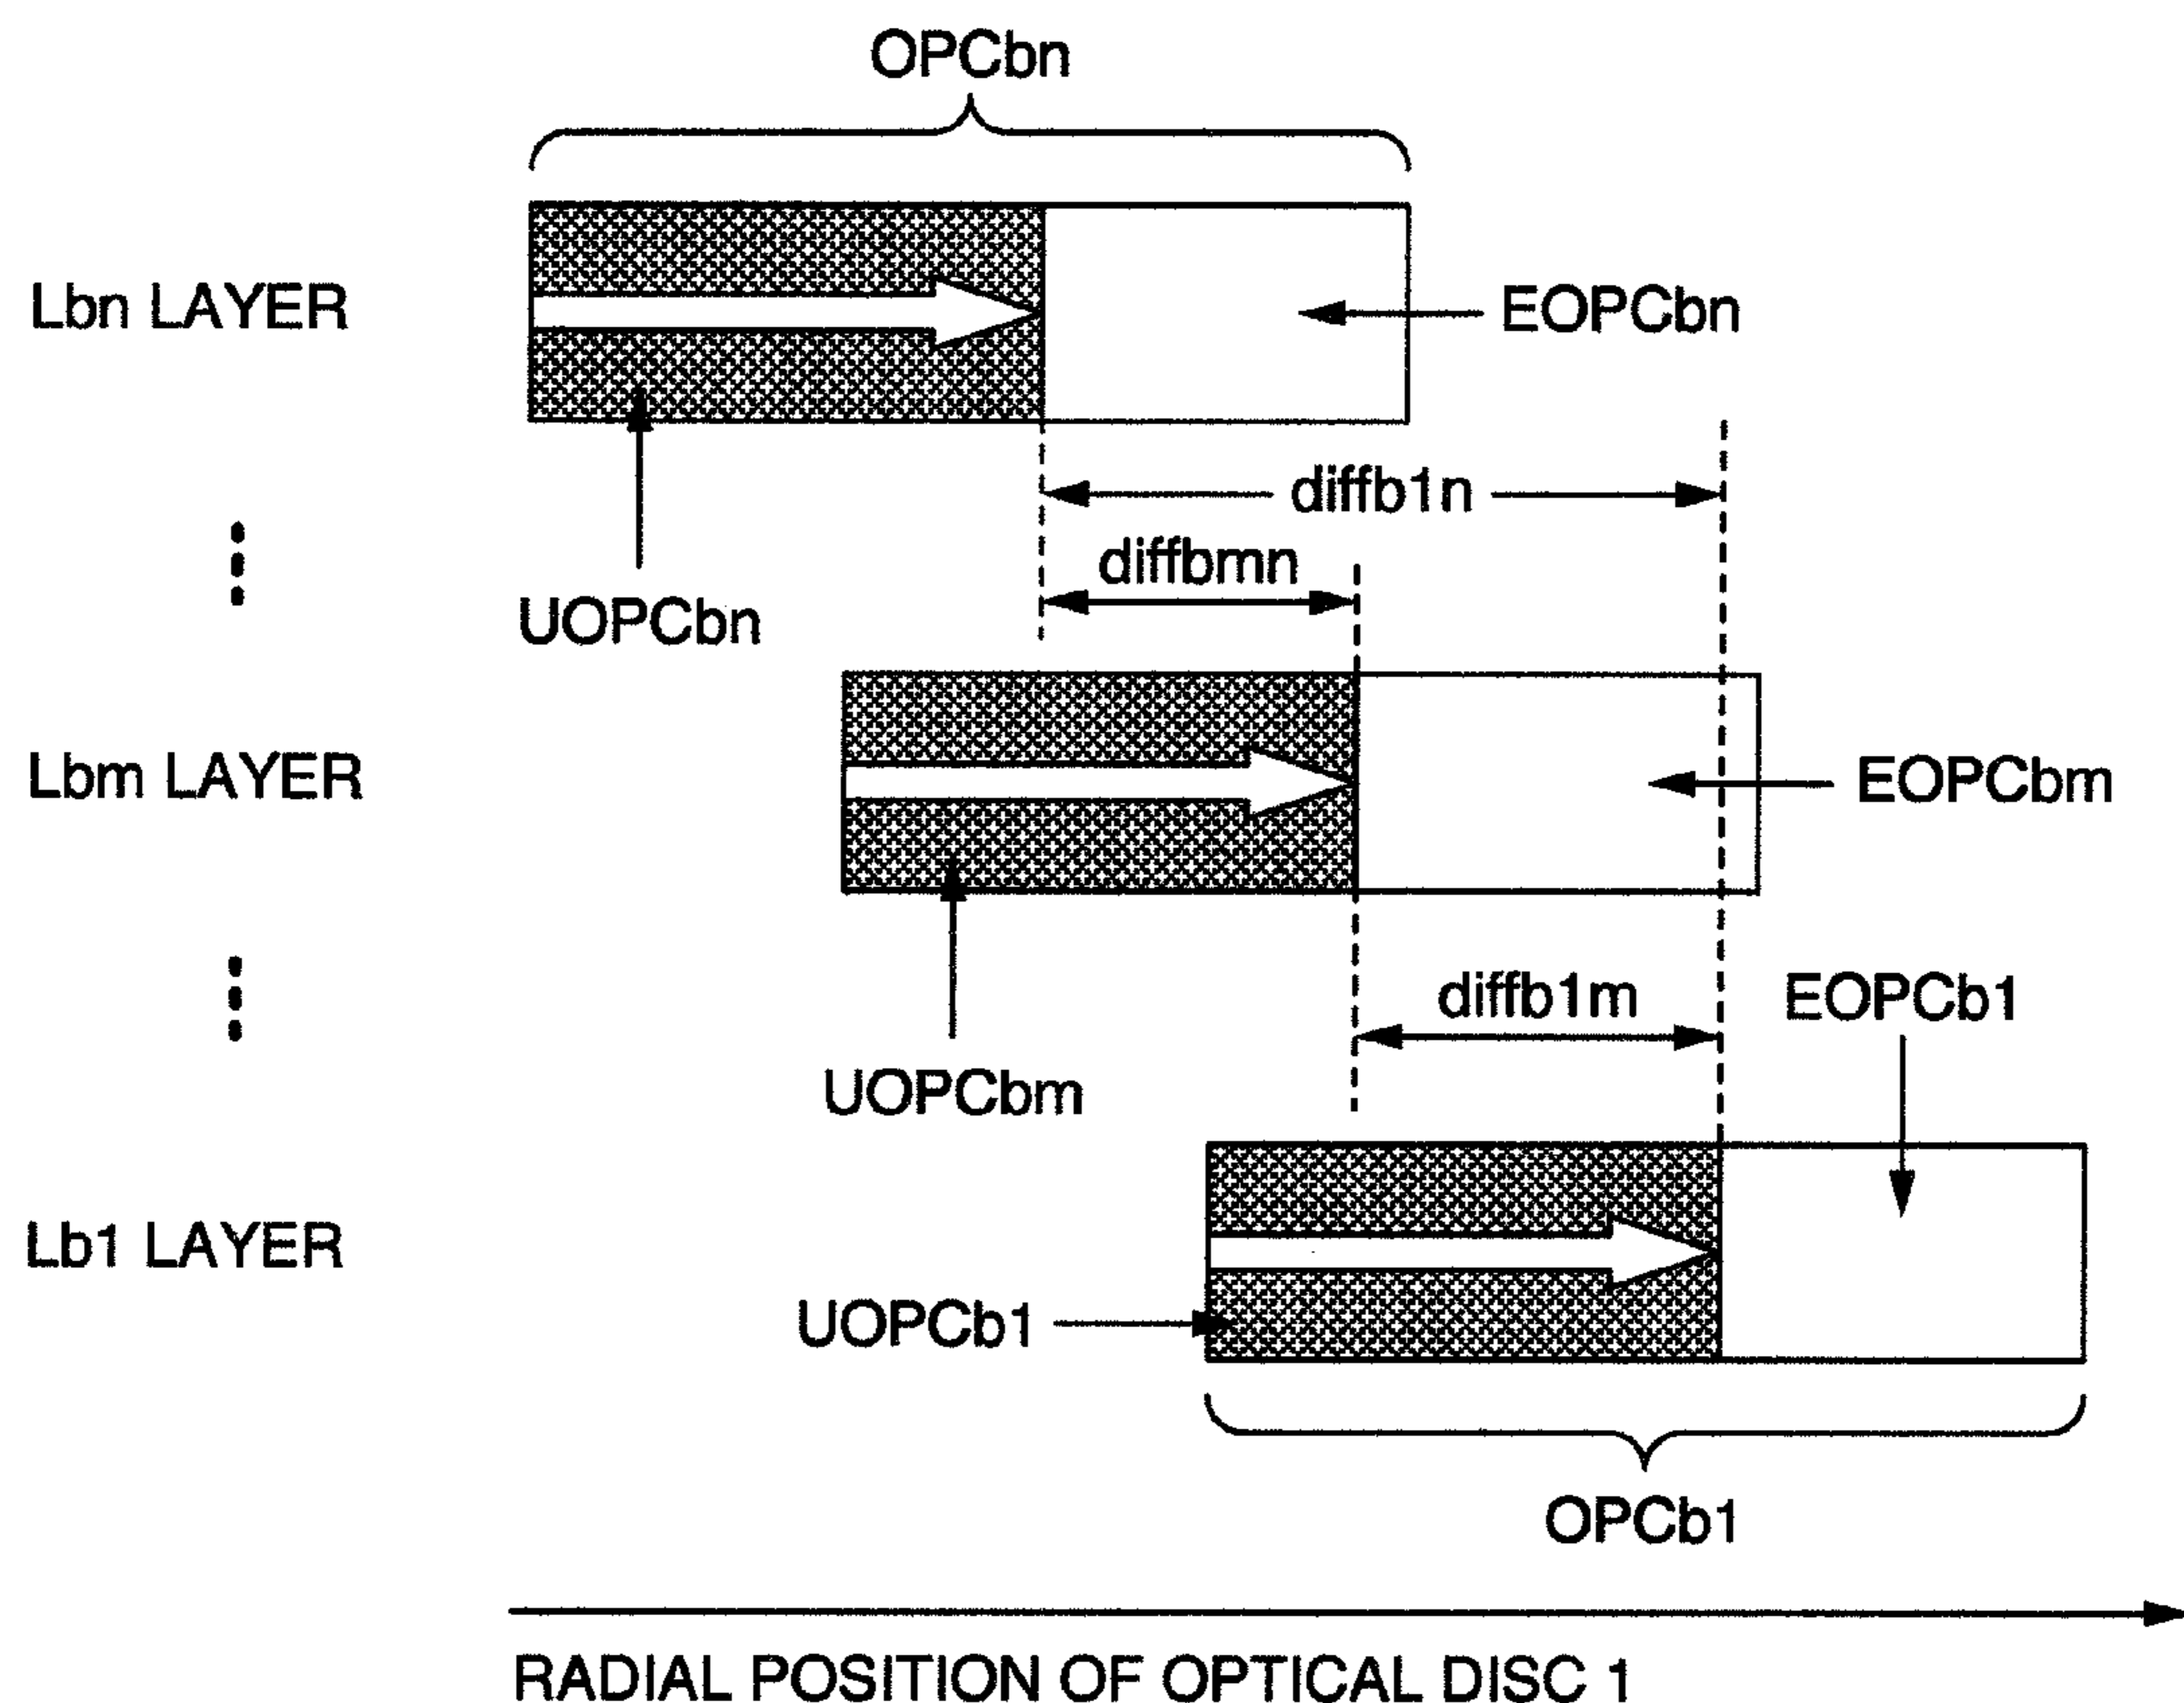 OPCbn
Lbn LAYER
EOPCbn
diffb1n
diffbmn
UOPCbn
Lbm LAYER
EOPCbm
diffb1m
EOPCb1
UOPCbm
Lb1 LAYER
UOPCb1
OPCb1
RADIAL POSITION OF OPTICAL DISC 1